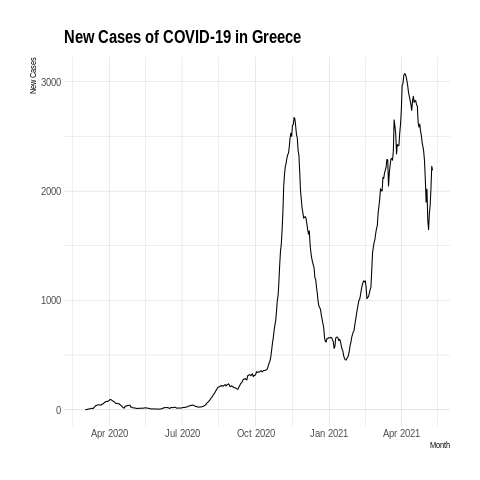 New Cases of COVID-19 in Greece
New Cases
3000
2000
1000
0
Apr 2020 Jul 2020 Oct 2020 Jan 2021 Apr 2021
Month